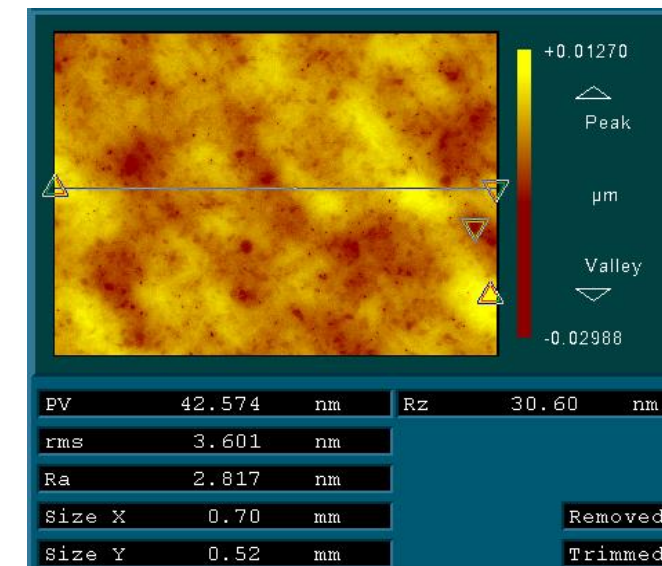 +0.01270
Peak
µm
Valley
-0.02988
PV 42.574 nm
Rz 30.60 nm
rms 3.601 nm
Ra 2.817 nm
Size X 0.70 mm
Removed
Size Y 0.52 mm
Trimmed